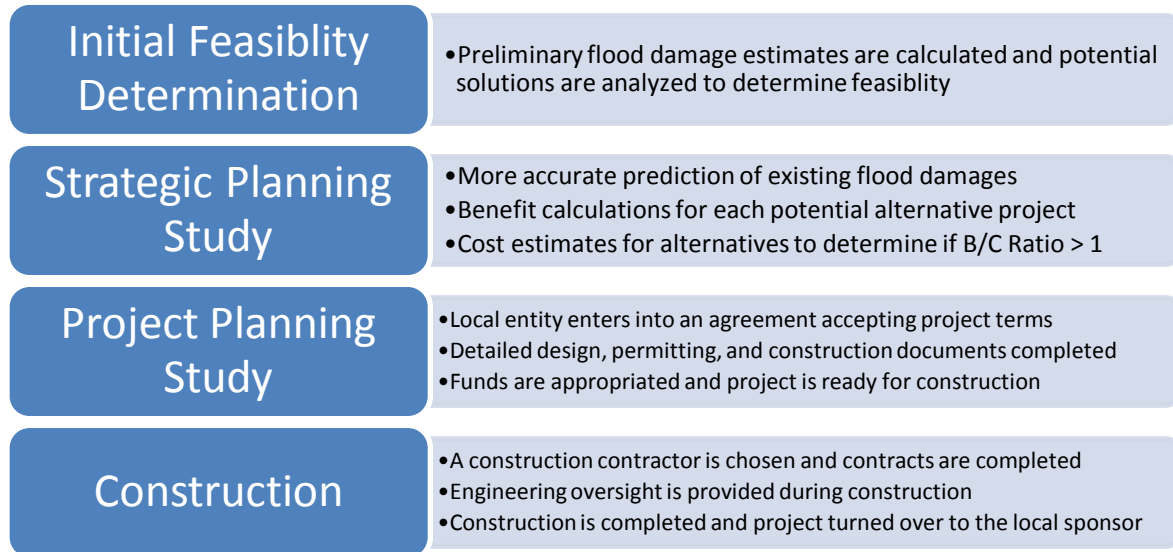 Initial Feasiblity
Determination
•Preliminary flood damage estimates are calculated and potential
solutions are analyzed to determine feasiblity
Strategic Planning
Study
•More accurate prediction of existing flood damages
•Benefit calculations for each potential alternative project
•Cost estimates for alternatives to determine if B/C Ratio > 1
Project Planning
Study
•Local entity enters into an agreement accepting project terms
•Detailed design, permitting, and construction documents completed
•Funds are appropriated and project is ready for construction
Construction
•A construction contractor is chosen and contracts are completed
•Engineering oversight is provided during construction
•Construction is completed and project turned over to the local sponsor